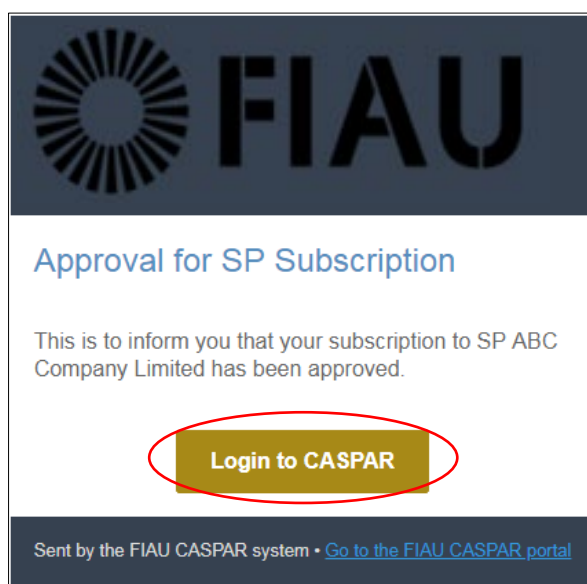 FIAU
Approval for SP Subscription
This is to inform you that your subscription to SP ABC
Company Limited has been approved.
Login to CASPAR
Sent by the FIAU CASPAR system • Go to the FIAU CASPAR portal